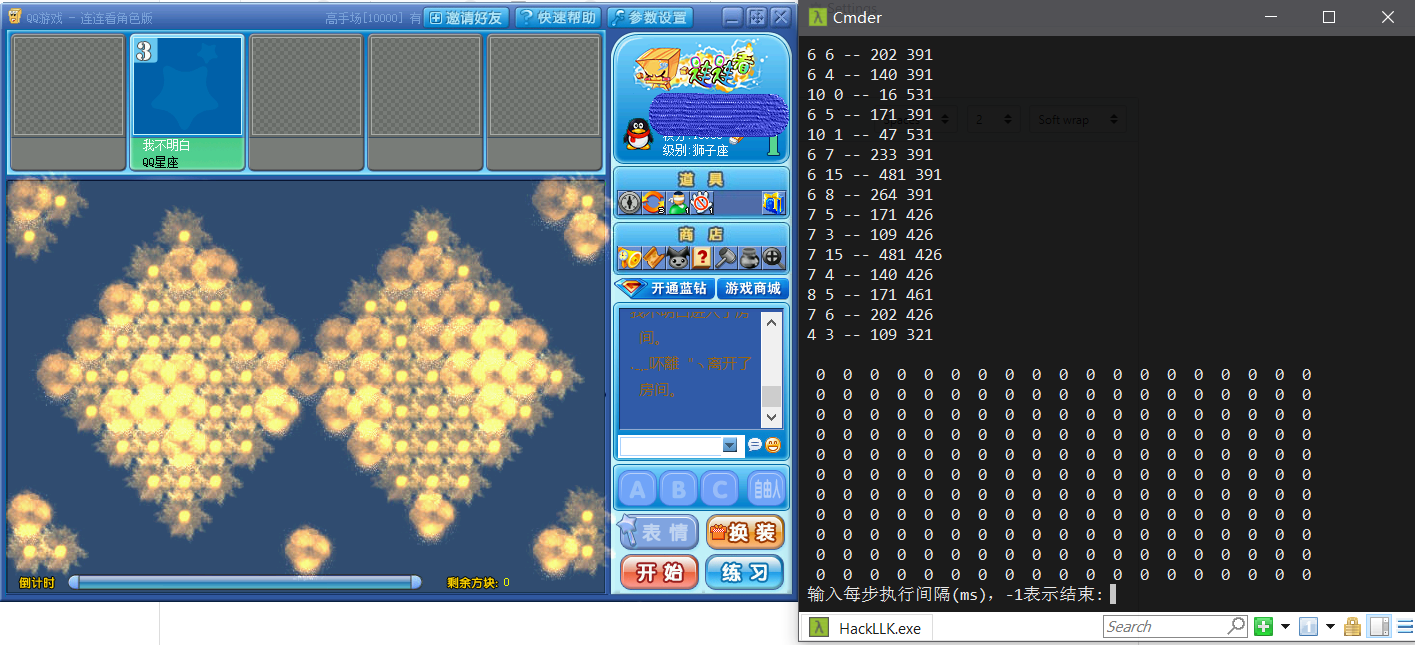 QQ游戏 - 连连看角色版
高手场[10000] 有
邀请好友
? 快速帮助
参数设置
3
我不明白
QQ星座
级别:狮子座
道 具
商 店
开通蓝钻
游戏商城
间。
离开了
房间。
A
B
C
自由人
表 情
换 装
开 始
练 习
倒计时
剩余方块: 0
Cmder
6 6 -- 202 391
6 4 -- 140 391
10 0 -- 16 531
6 5 -- 171 391
10 1 -- 47 531
6 7 -- 233 391
6 15 -- 481 391
6 8 -- 264 391
7 5 -- 171 426
7 3 -- 109 426
7 15 -- 481 426
7 4 -- 140 426
8 5 -- 171 461
7 6 -- 202 426
4 3 -- 109 321
0 0 0 0 0 0 0 0 0 0 0 0 0 0 0 0 0 0 0
0 0 0 0 0 0 0 0 0 0 0 0 0 0 0 0 0 0 0
0 0 0 0 0 0 0 0 0 0 0 0 0 0 0 0 0 0 0
0 0 0 0 0 0 0 0 0 0 0 0 0 0 0 0 0 0 0
0 0 0 0 0 0 0 0 0 0 0 0 0 0 0 0 0 0 0
0 0 0 0 0 0 0 0 0 0 0 0 0 0 0 0 0 0 0
0 0 0 0 0 0 0 0 0 0 0 0 0 0 0 0 0 0 0
0 0 0 0 0 0 0 0 0 0 0 0 0 0 0 0 0 0 0
0 0 0 0 0 0 0 0 0 0 0 0 0 0 0 0 0 0 0
0 0 0 0 0 0 0 0 0 0 0 0 0 0 0 0 0 0 0
0 0 0 0 0 0 0 0 0 0 0 0 0 0 0 0 0 0 0
输入每步执行间隔(ms), -1表示结束:
2
Soft wrap
HackLLK.exe
Search